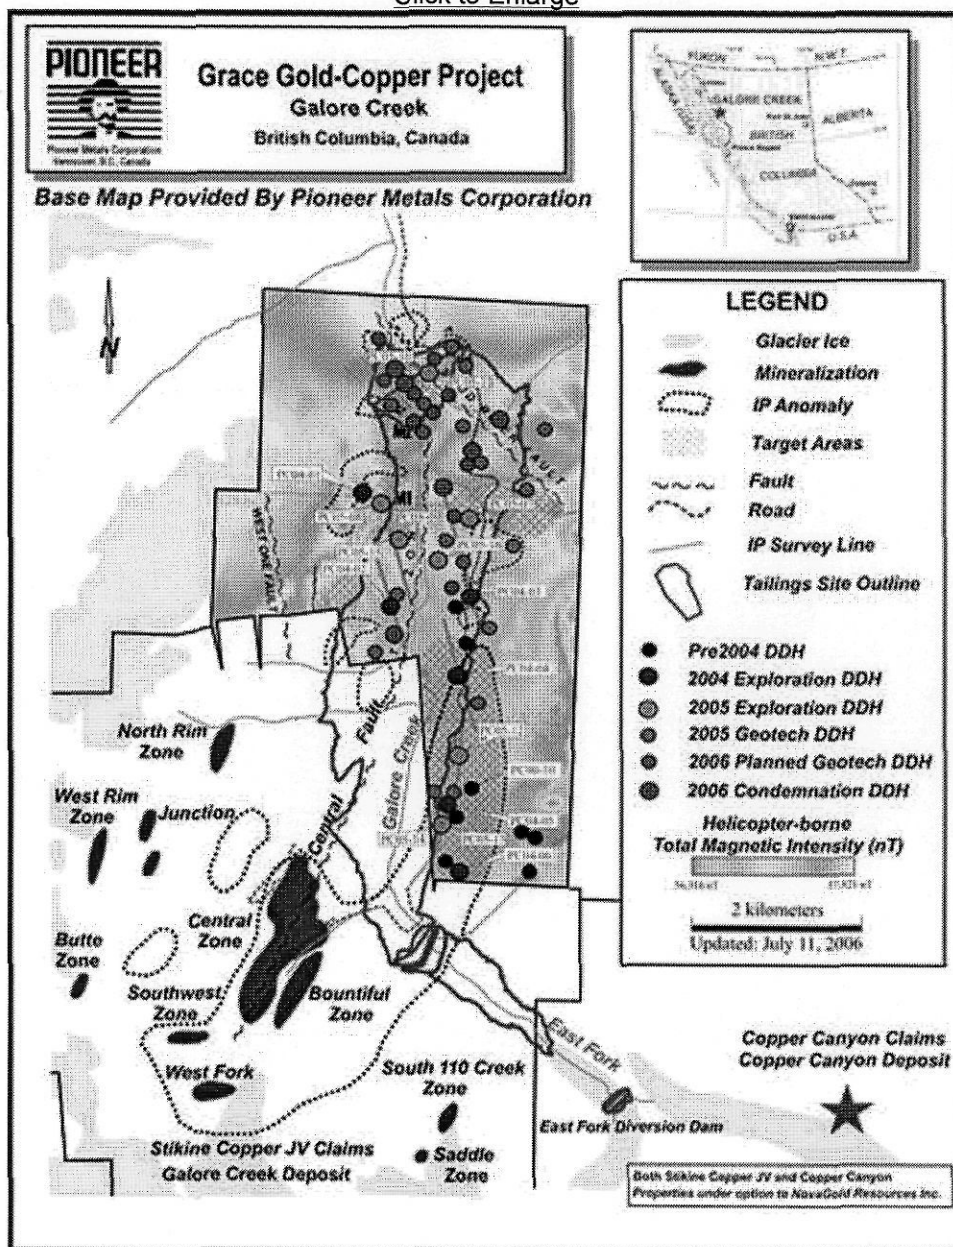 Click to Enlarge
PIONEER
Pioneer Metals Corporation
Vancouver, B.C. Canada
Grace Gold-Copper Project
Galore Creek
British Columbia, Canada
Base Map Provided By Pioneer Metals Corporation
YUKON
N.W.T.
GALORE CREEK
ALBERTA
BRITISH
COLUMBIA
U.S.A
N
LEGEND
Glacier Ice
Mineralization
IP Anomaly
Target Areas
Fault
Road
IP Survey Line
Tailings Site Outline
Pre2004 DDH
2004 Exploration DDH
2005 Exploration DDH
2005 Geotech DDH
2006 Planned Geotech DDH
2006 Condemnation DDH
Helicopter-borne
Total Magnetic Intensity (nT)
2 kilometers
Updated: July 11, 2006
WEST ONE FAULT
M1
North Rim
Zone
West Rim
Zone
Junction
Central
Fault
Galore Creek
Central
Zone
Butte
Zone
Southwest
Zone
Bountiful
Zone
West Fork
South 110 Creek
Zone
Saddle
Zone
Stikine Copper JV Claims
Galore Creek Deposit
East Fork
East Fork Diversion Dam
Copper Canyon Claims
Copper Canyon Deposit
Both Stikine Copper JV and Copper Canyon
Properties under option to NovaGold Resources Inc.